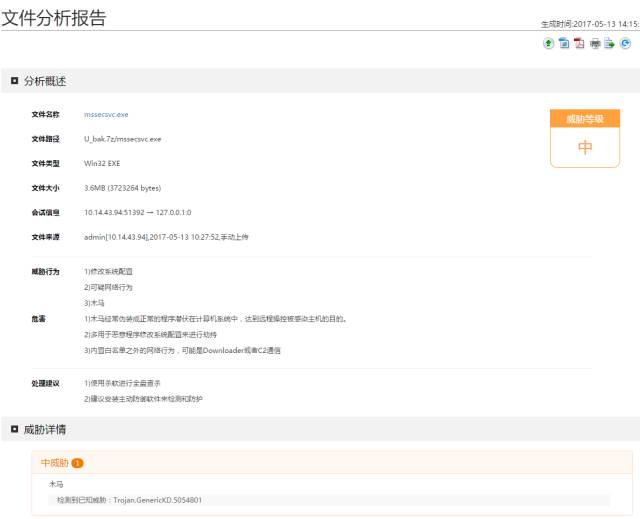 文件分析报告
生成时间:2017-05-13 14:15:
分析概述
文件名称 mssecsvc.exe
威胁等级
中
文件路径 U_bak.7z/mssecsvc.exe
文件类型 Win32 EXE
文件大小 3.6MB (3723264 bytes)
会话信息 10.14.43.94:51392 → 127.0.0.1:0
文件来源 admin[10.14.43.94],2017-05-13 10:27:52,手动上传
威胁行为 1)修改系统配置
2)可疑网络行为
3)木马
危害 1)木马经常伪装成正常的程序潜伏在计算机系统中，达到远程操控被感染主机的目的。
2)多用于恶意程序修改系统配置来进行劫持
3)内置白名单之外的网络行为，可能是Downloader或者C2通信
处理建议 1)使用杀软进行全盘查杀
2)建议安装主动防御软件来检测和防护
威胁详情
中威胁 1
木马
检测到已知威胁：Trojan.GenericKD.5054801